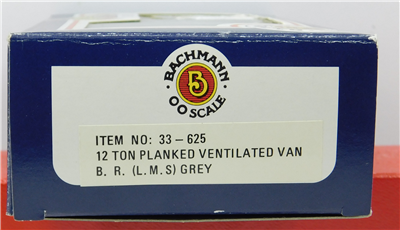 BACHMANN
B
OO SCALE
ITEM NO: 33-625
12 TON PLANKED VENTILATED VAN
B. R. (L.M.S) GREY